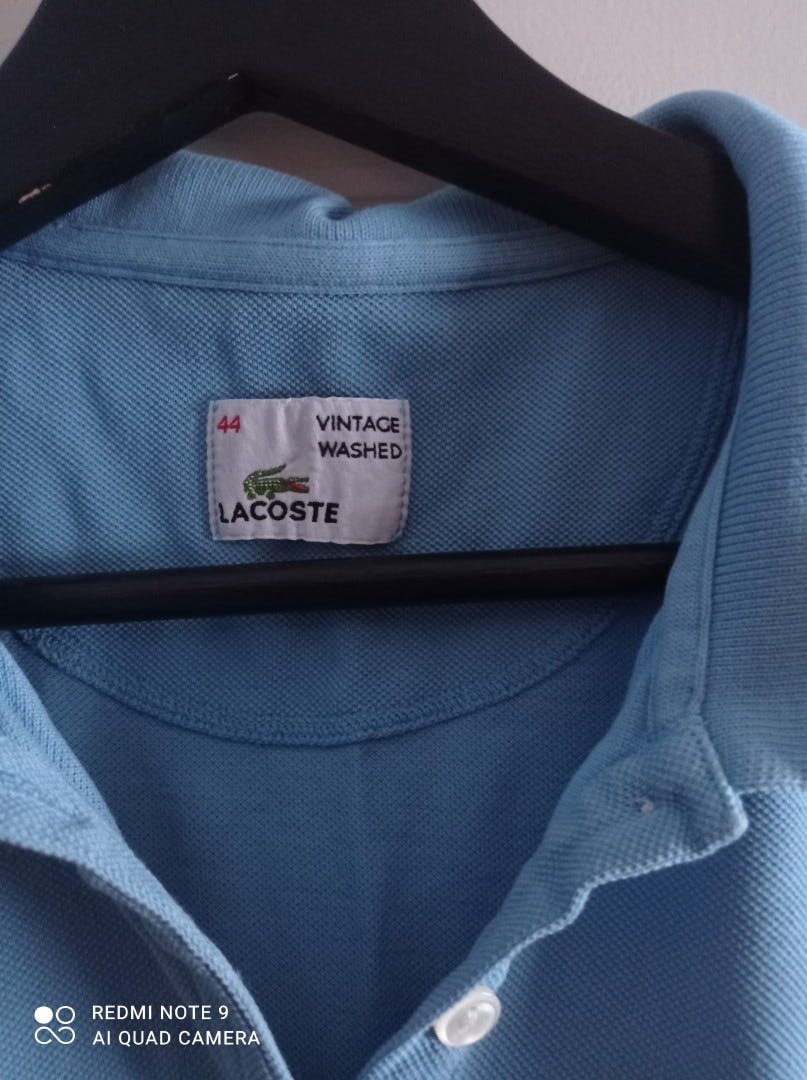 44
VINTAGE
WASHED
LACOSTE
REDMI NOTE 9
AI QUAD CAMERA